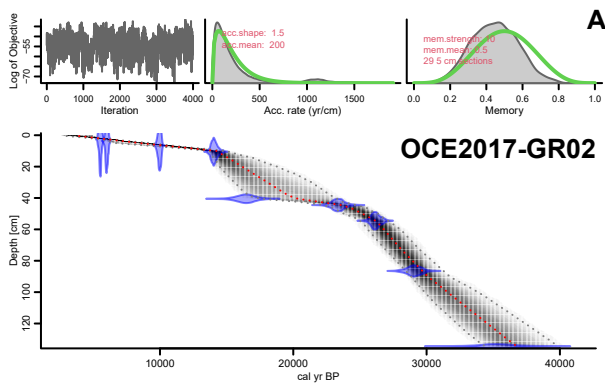 A
Log of Objective
−70
−55
0
1000
2000
3000
4000
Iteration
acc.shape: 1.5
acc.mean: 200
0
500
1000
1500
Acc. rate (yr/cm)
mem.strength: 10
mem.mean: 0.5
29 5 cm sections
0.0
0.2
0.4
0.6
0.8
1.0
Memory
OCE2017-GR02
Depth [cm]
0
20
40
60
80
100
120
10000
20000
30000
40000
cal yr BP